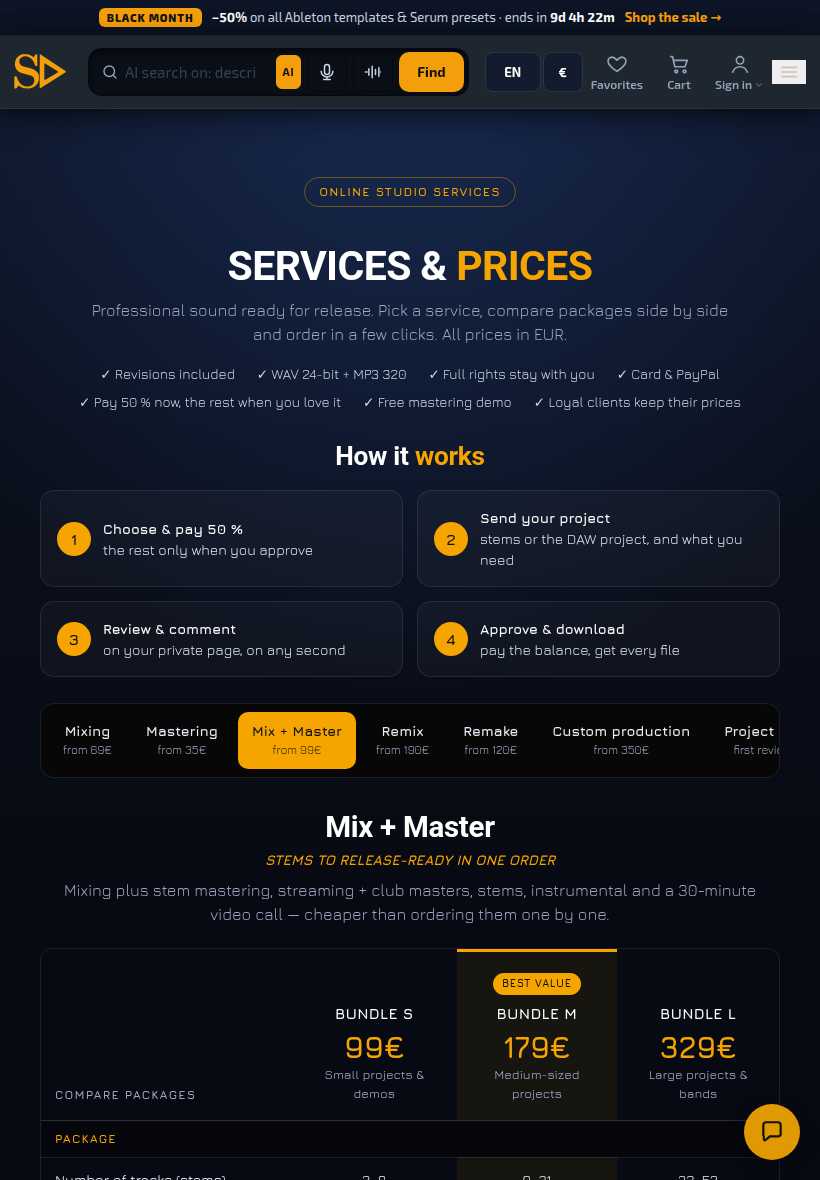 BLACK MONTH −50% on all Ableton templates & Serum presets · ends in 9d 4h 22m Shop the sale →
AI search on: descri AI Find EN € Favorites Cart Sign in
ONLINE STUDIO SERVICES
SERVICES & PRICES
Professional sound ready for release. Pick a service, compare packages side by side
and order in a few clicks. All prices in EUR.
✓ Revisions included ✓ WAV 24-bit + MP3 320 ✓ Full rights stay with you ✓ Card & PayPal
✓ Pay 50 % now, the rest when you love it ✓ Free mastering demo ✓ Loyal clients keep their prices
How it works
1 Choose & pay 50 %
the rest only when you approve
2 Send your project
stems or the DAW project, and what you
need
3 Review & comment
on your private page, on any second
4 Approve & download
pay the balance, get every file
Mixing Mastering Mix + Master Remix Remake Custom production Project
from 69€ from 35€ from 99€ from 190€ from 120€ from 350€ first
Mix + Master
STEMS TO RELEASE-READY IN ONE ORDER
Mixing plus stem mastering, streaming + club masters, stems, instrumental and a 30-minute
video call — cheaper than ordering them one by one.
BEST VALUE
BUNDLE S BUNDLE M BUNDLE L
99€ 179€ 329€
Small projects & Medium-sized Large projects &
COMPARE PACKAGES demos projects bands
PACKAGE
Number of tracks (stems)